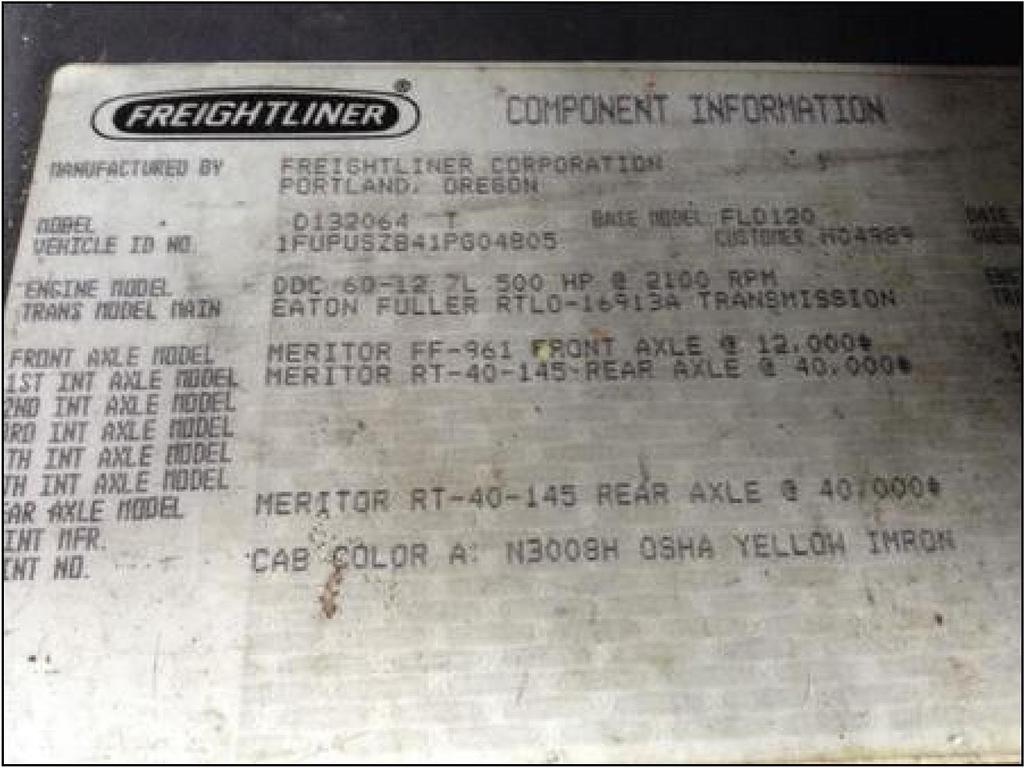 FREIGHTLINER® COMPONENT INFORMATION
MANUFACTURED BY FREIGHTLINER CORPORATION
PORTLAND, OREGON
MODEL D132064 T BASE MODEL FLD120
VEHICLE ID NO. 1FUPUSZB41PG04805 CUSTOMER N04989
ENGINE MODEL DDC 6D-12.7L 500 HP @ 2100 RPM
TRANS MODEL MAIN EATON FULLER RTLO-16913A TRANSMISSION
FRONT AXLE MODEL MERITOR FF-961 FRONT AXLE @ 12,000#
1ST INT AXLE MODEL MERITOR RT-40-145 REAR AXLE @ 40,000#
2ND INT AXLE MODEL
3RD INT AXLE MODEL
TH INT AXLE MODEL
TH INT AXLE MODEL
EAR AXLE MODEL MERITOR RT-40-145 REAR AXLE @ 40,000#
INT MFR.
INT NO. CAB COLOR A: N3008H OSHA YELLOW IMRON